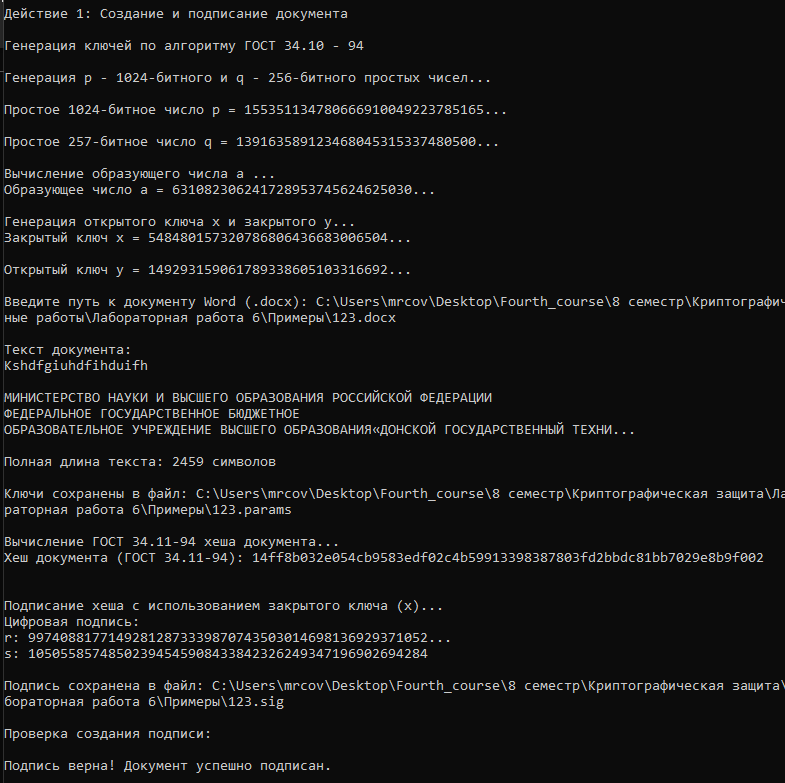 Действие 1: Создание и подписание документа
Генерация ключей по алгоритму ГОСТ 34.10 - 94
Генерация p - 1024-битного и q - 256-битного простых чисел...
Простое 1024-битное число p = 155351134780666910049223785165...
Простое 257-битное число q = 139163589123468045315337480500...
Вычисление образующего числа a ...
Образующее число a = 631082306241728953745624625030...
Генерация открытого ключа x и закрытого y...
Закрытый ключ x = 548480157320786806436683006504...
Открытый ключ y = 149293159061789338605103316692...
Введите путь к документу Word (.docx): C:\Users\mrcov\Desktop\Fourth_course\8 семестр\Криптографич
ные работы\Лабораторная работа 6\Примеры\123.docx
Текст документа:
Kshdfgiuhdfihduifh
МИНИСТЕРСТВО НАУКИ И ВЫСШЕГО ОБРАЗОВАНИЯ РОССИЙСКОЙ ФЕДЕРАЦИИ
ФЕДЕРАЛЬНОЕ ГОСУДАРСТВЕННОЕ БЮДЖЕТНОЕ
ОБРАЗОВАТЕЛЬНОЕ УЧРЕЖДЕНИЕ ВЫСШЕГО ОБРАЗОВАНИЯ«ДОНСКОЙ ГОСУДАРСТВЕННЫЙ ТЕХНИ...
Полная длина текста: 2459 символов
Ключи сохранены в файл: C:\Users\mrcov\Desktop\Fourth_course\8 семестр\Криптографическая защита\Ла
раторная работа 6\Примеры\123.params
Вычисление ГОСТ 34.11-94 хеша документа...
Хеш документа (ГОСТ 34.11-94): 14ff8b032e054cb9583edf02c4b59913398387803fd2bbdc81bb7029e8b9f002
Подписание хеша с использованием закрытого ключа (x)...
Цифровая подпись:
r: 99740881771492812873339870743503014698136929371052...
s: 10505585748502394545908433842326249347196902694284
Подпись сохранена в файл: C:\Users\mrcov\Desktop\Fourth_course\8 семестр\Криптографическая защита\
бораторная работа 6\Примеры\123.sig
Проверка создания подписи:
Подпись верна! Документ успешно подписан.